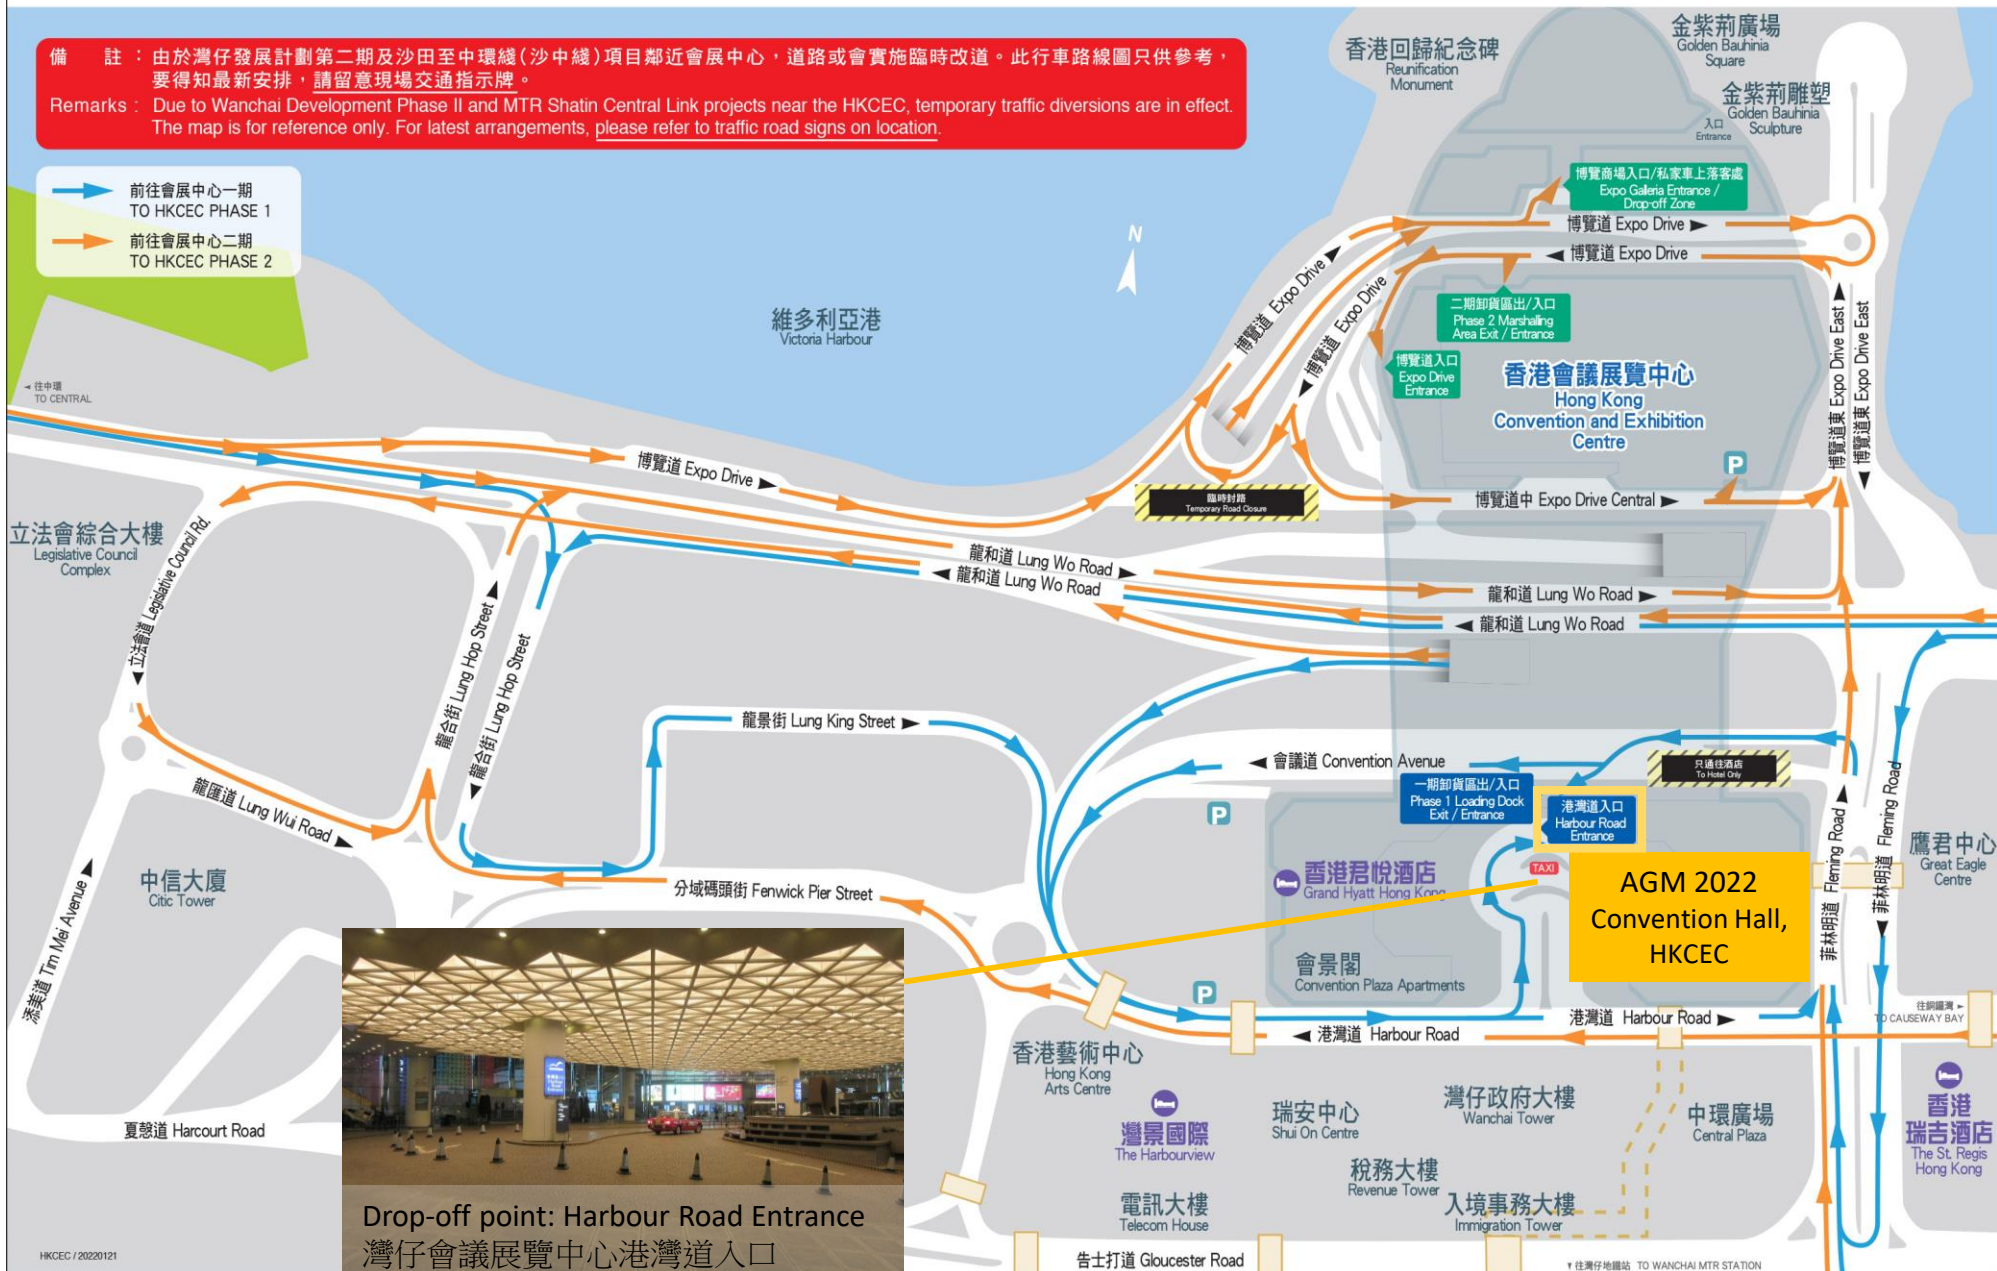 備　註：由於灣仔發展計劃第二期及沙田至中環綫(沙中綫)項目鄰近會展中心，道路或會實施臨時改道。此行車路線圖只供參考，
要得知最新安排，請留意現場交通指示牌。
Remarks : Due to Wanchai Development Phase II and MTR Shatin Central Link projects near the HKCEC, temporary traffic diversions are in effect.
The map is for reference only. For latest arrangements, please refer to traffic road signs on location.
前往會展中心一期
TO HKCEC PHASE 1
前往會展中心二期
TO HKCEC PHASE 2
香港回歸紀念碑
Reunification
Monument
金紫荊廣場
Golden Bauhinia
Square
金紫荊雕塑
Golden Bauhinia
Sculpture
入口
Entrance
博覽商場入口/私家車上落客處
Expo Galleria Entrance /
Drop-off Zone
博覽道 Expo Drive ►
◄ 博覽道 Expo Drive
N
維多利亞港
Victoria Harbour
博覽道 Expo Drive ►
◄ 博覽道 Expo Drive
二期卸貨區出/入口
Phase 2 Marshaling
Area Exit / Entrance
博覽道入口
Expo Drive
Entrance
香港會議展覽中心
Hong Kong
Convention and Exhibition
Centre
博覽道東 Expo Drive East ►
◄ 博覽道東 Expo Drive East
◄ 往中環
TO CENTRAL
博覽道 Expo Drive ►
P
臨時封路
Temporary Road Closure
博覽道中 Expo Drive Central ►
立法會綜合大樓
Legislative Council
Complex
◄ 立法會道 Legislative Council Rd.
龍和道 Lung Wo Road ►
◄ 龍和道 Lung Wo Road
龍和道 Lung Wo Road ►
◄ 龍和道 Lung Wo Road
龍合街 Lung Hop Street ►
◄ 龍合街 Lung Hop Street
龍景街 Lung King Street ►
◄ 會議道 Convention Avenue
只通往酒店
To Hotel Only
龍匯道 Lung Wui Road ►
一期卸貨區出/入口
Phase 1 Loading Dock
Exit / Entrance
港灣道入口
Harbour Road
Entrance
P
TAXI
菲林明道 Fleming Road ►
◄ 菲林明道 Fleming Road
鷹君中心
Great Eagle
Centre
中信大廈
Citic Tower
添美道 Tim Mei Avenue ►
分域碼頭街 Fenwick Pier Street ►
香港君悅酒店
Grand Hyatt Hong Kong
AGM 2022
Convention Hall,
HKCEC
會景閣
Convention Plaza Apartments
P
港灣道 Harbour Road ►
◄ 港灣道 Harbour Road
往銅鑼灣 ►
TO CAUSEWAY BAY
香港藝術中心
Hong Kong
Arts Centre
灣景國際
The Harbourview
瑞安中心
Shui On Centre
灣仔政府大樓
Wanchai Tower
中環廣場
Central Plaza
香港
瑞吉酒店
The St. Regis
Hong Kong
夏慤道 Harcourt Road
稅務大樓
Revenue Tower
電訊大樓
Telecom House
入境事務大樓
Immigration Tower
Drop-off point: Harbour Road Entrance
灣仔會議展覽中心港灣道入口
HKCEC / 20220121
告士打道 Gloucester Road
▼ 往灣仔地鐵站 TO WANCHAI MTR STATION